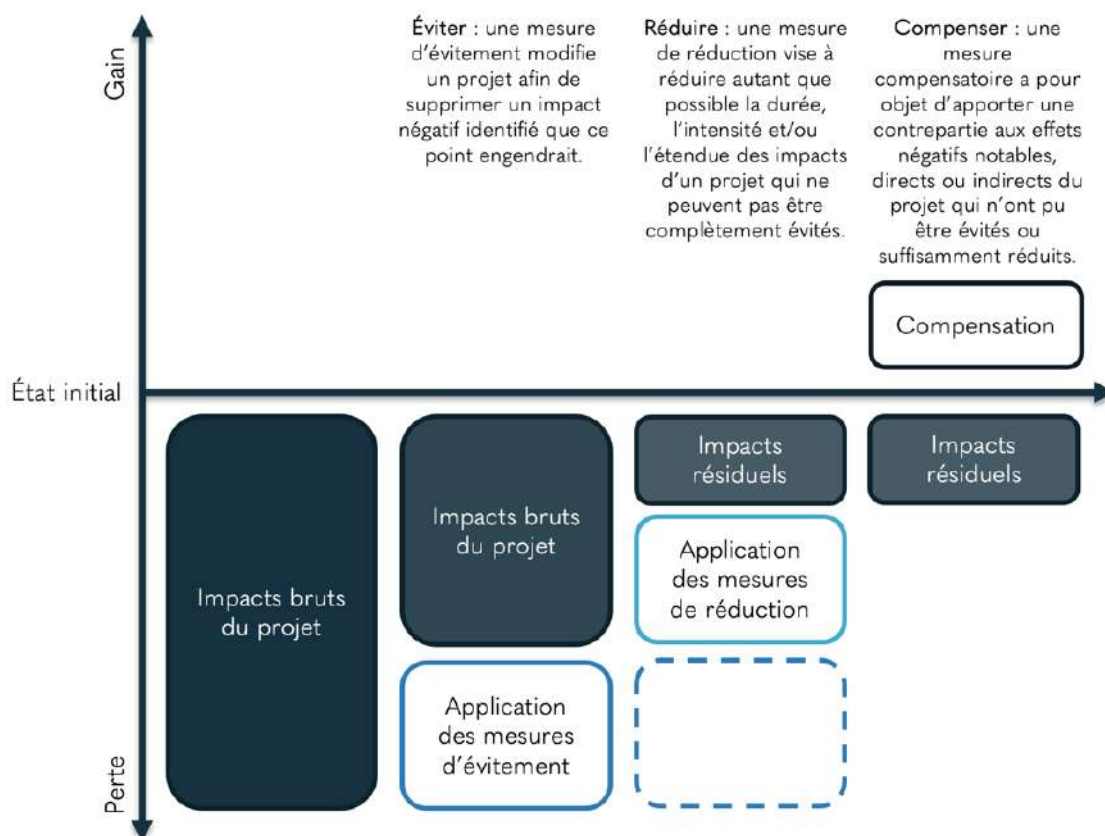 Gain
Éviter : une mesure
d'évitement modifie
un projet afin de
supprimer un impact
négatif identifié que ce
point engendrait.
Réduire : une mesure
de réduction vise à
réduire autant que
possible la durée,
l'intensité et/ou
l'étendue des impacts
d'un projet qui ne
peuvent pas être
complètement évités.
Compenser : une
mesure
compensatoire a pour
objet d'apporter une
contrepartie aux effets
négatifs notables,
directs ou indirects du
projet qui n'ont pu
être évités ou
suffisamment réduits.
Compensation
État initial
Impacts bruts
du projet
Impacts bruts
du projet
Application
des mesures
d'évitement
Impacts
résiduels
Application
des mesures
de réduction
Impacts
résiduels
Perte